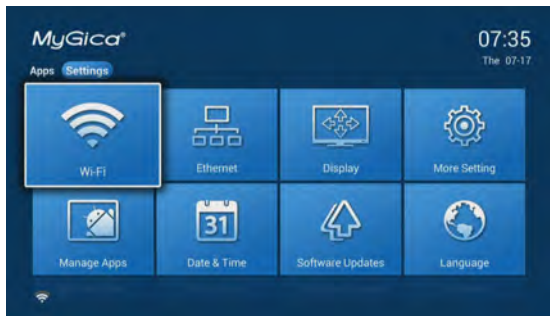 MyGica®
07:35
The 07-17
Apps Settings
Wi-Fi
Ethernet
Display
More Setting
31
Manage Apps
Date & Time
Software Updates
Language